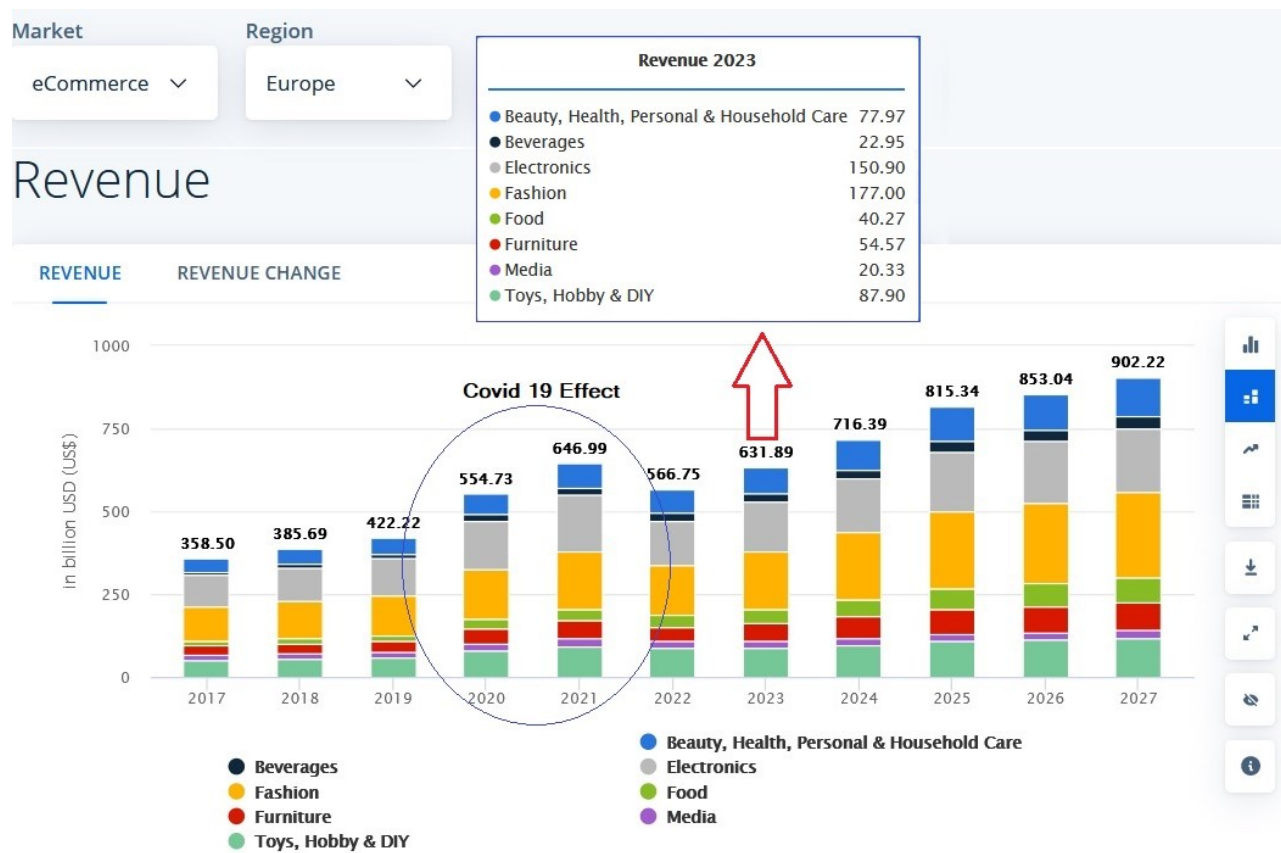 Market
Region
eCommerce
Europe
Revenue
Revenue 2023
Beauty, Health, Personal & Household Care 77.97
Beverages 22.95
Electronics 150.90
Fashion 177.00
Food 40.27
Furniture 54.57
Media 20.33
Toys, Hobby & DIY 87.90
REVENUE
REVENUE CHANGE
in billion USD (US$)
1000
750
500
250
0
Covid 19 Effect
358.50
385.69
422.22
554.73
646.99
566.75
631.89
716.39
815.34
853.04
902.22
2017
2018
2019
2020
2021
2022
2023
2024
2025
2026
2027
Beauty, Health, Personal & Household Care
Beverages
Electronics
Fashion
Food
Furniture
Media
Toys, Hobby & DIY